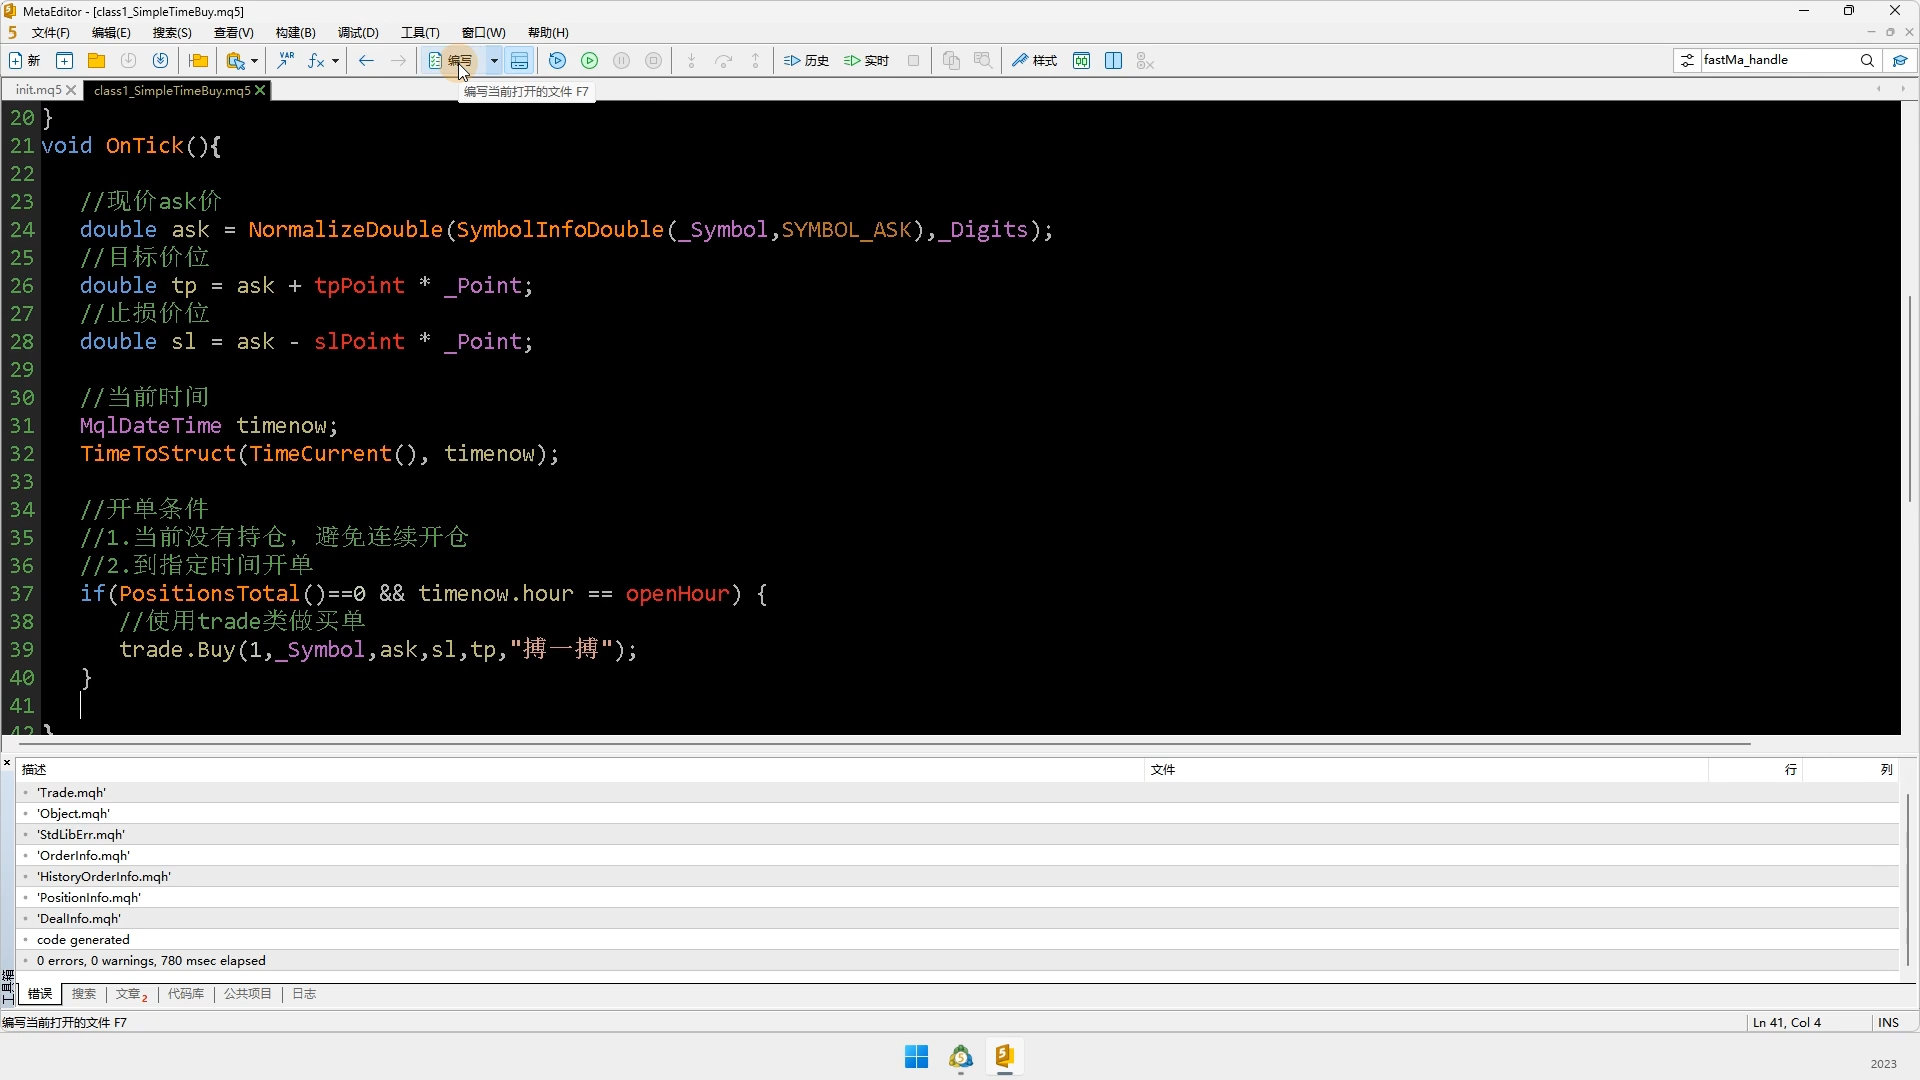 MetaEditor - [class1_SimpleTimeBuy.mq5]
文件(F) 编辑(E) 搜索(S) 查看(V) 构建(B) 调试(D) 工具(T) 窗口(W) 帮助(H)
新 编写 历史 实时 样式 fastMa_handle
init.mq5 class1_SimpleTimeBuy.mq5
编写当前打开的文件 F7
20 }
21 void OnTick(){
22
23 //现价ask价
24 double ask = NormalizeDouble(SymbolInfoDouble(_Symbol,SYMBOL_ASK),_Digits);
25 //目标价位
26 double tp = ask + tpPoint * _Point;
27 //止损价位
28 double sl = ask - slPoint * _Point;
29
30 //当前时间
31 MqlDateTime timenow;
32 TimeToStruct(TimeCurrent(), timenow);
33
34 //开单条件
35 //1.当前没有持仓，避免连续开仓
36 //2.到指定时间开单
37 if(PositionsTotal()==0 && timenow.hour == openHour) {
38 //使用trade类做买单
39 trade.Buy(1,_Symbol,ask,sl,tp,"搏一搏");
40 }
41
42 }
描述 文件 行 列
'Trade.mqh'
'Object.mqh'
'StdLibErr.mqh'
'OrderInfo.mqh'
'HistoryOrderInfo.mqh'
'PositionInfo.mqh'
'DealInfo.mqh'
code generated
0 errors, 0 warnings, 780 msec elapsed
工具箱
错误 搜索 文章 2 代码库 公共项目 日志
编写当前打开的文件 F7 Ln 41, Col 4 INS
2023